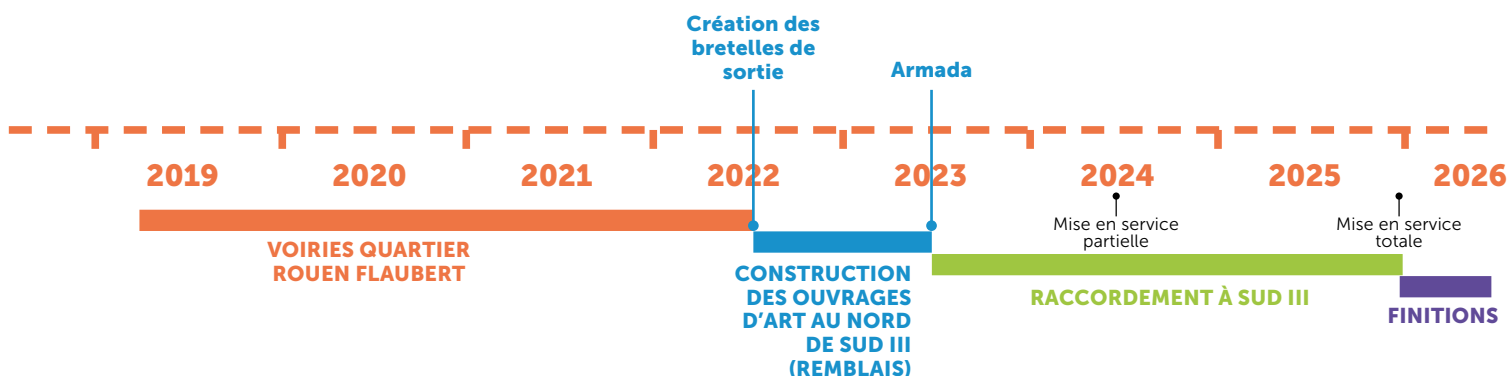 Création des
bretelles de
sortie
Armada
2019
2020
2021
2022
2023
2024
2025
2026
Mise en service
partielle
Mise en service
totale
VOIRIES QUARTIER
ROUEN FLAUBERT
CONSTRUCTION
DES OUVRAGES
D'ART AU NORD
DE SUD III
(REMBLAIS)
RACCORDEMENT À SUD III
FINITIONS